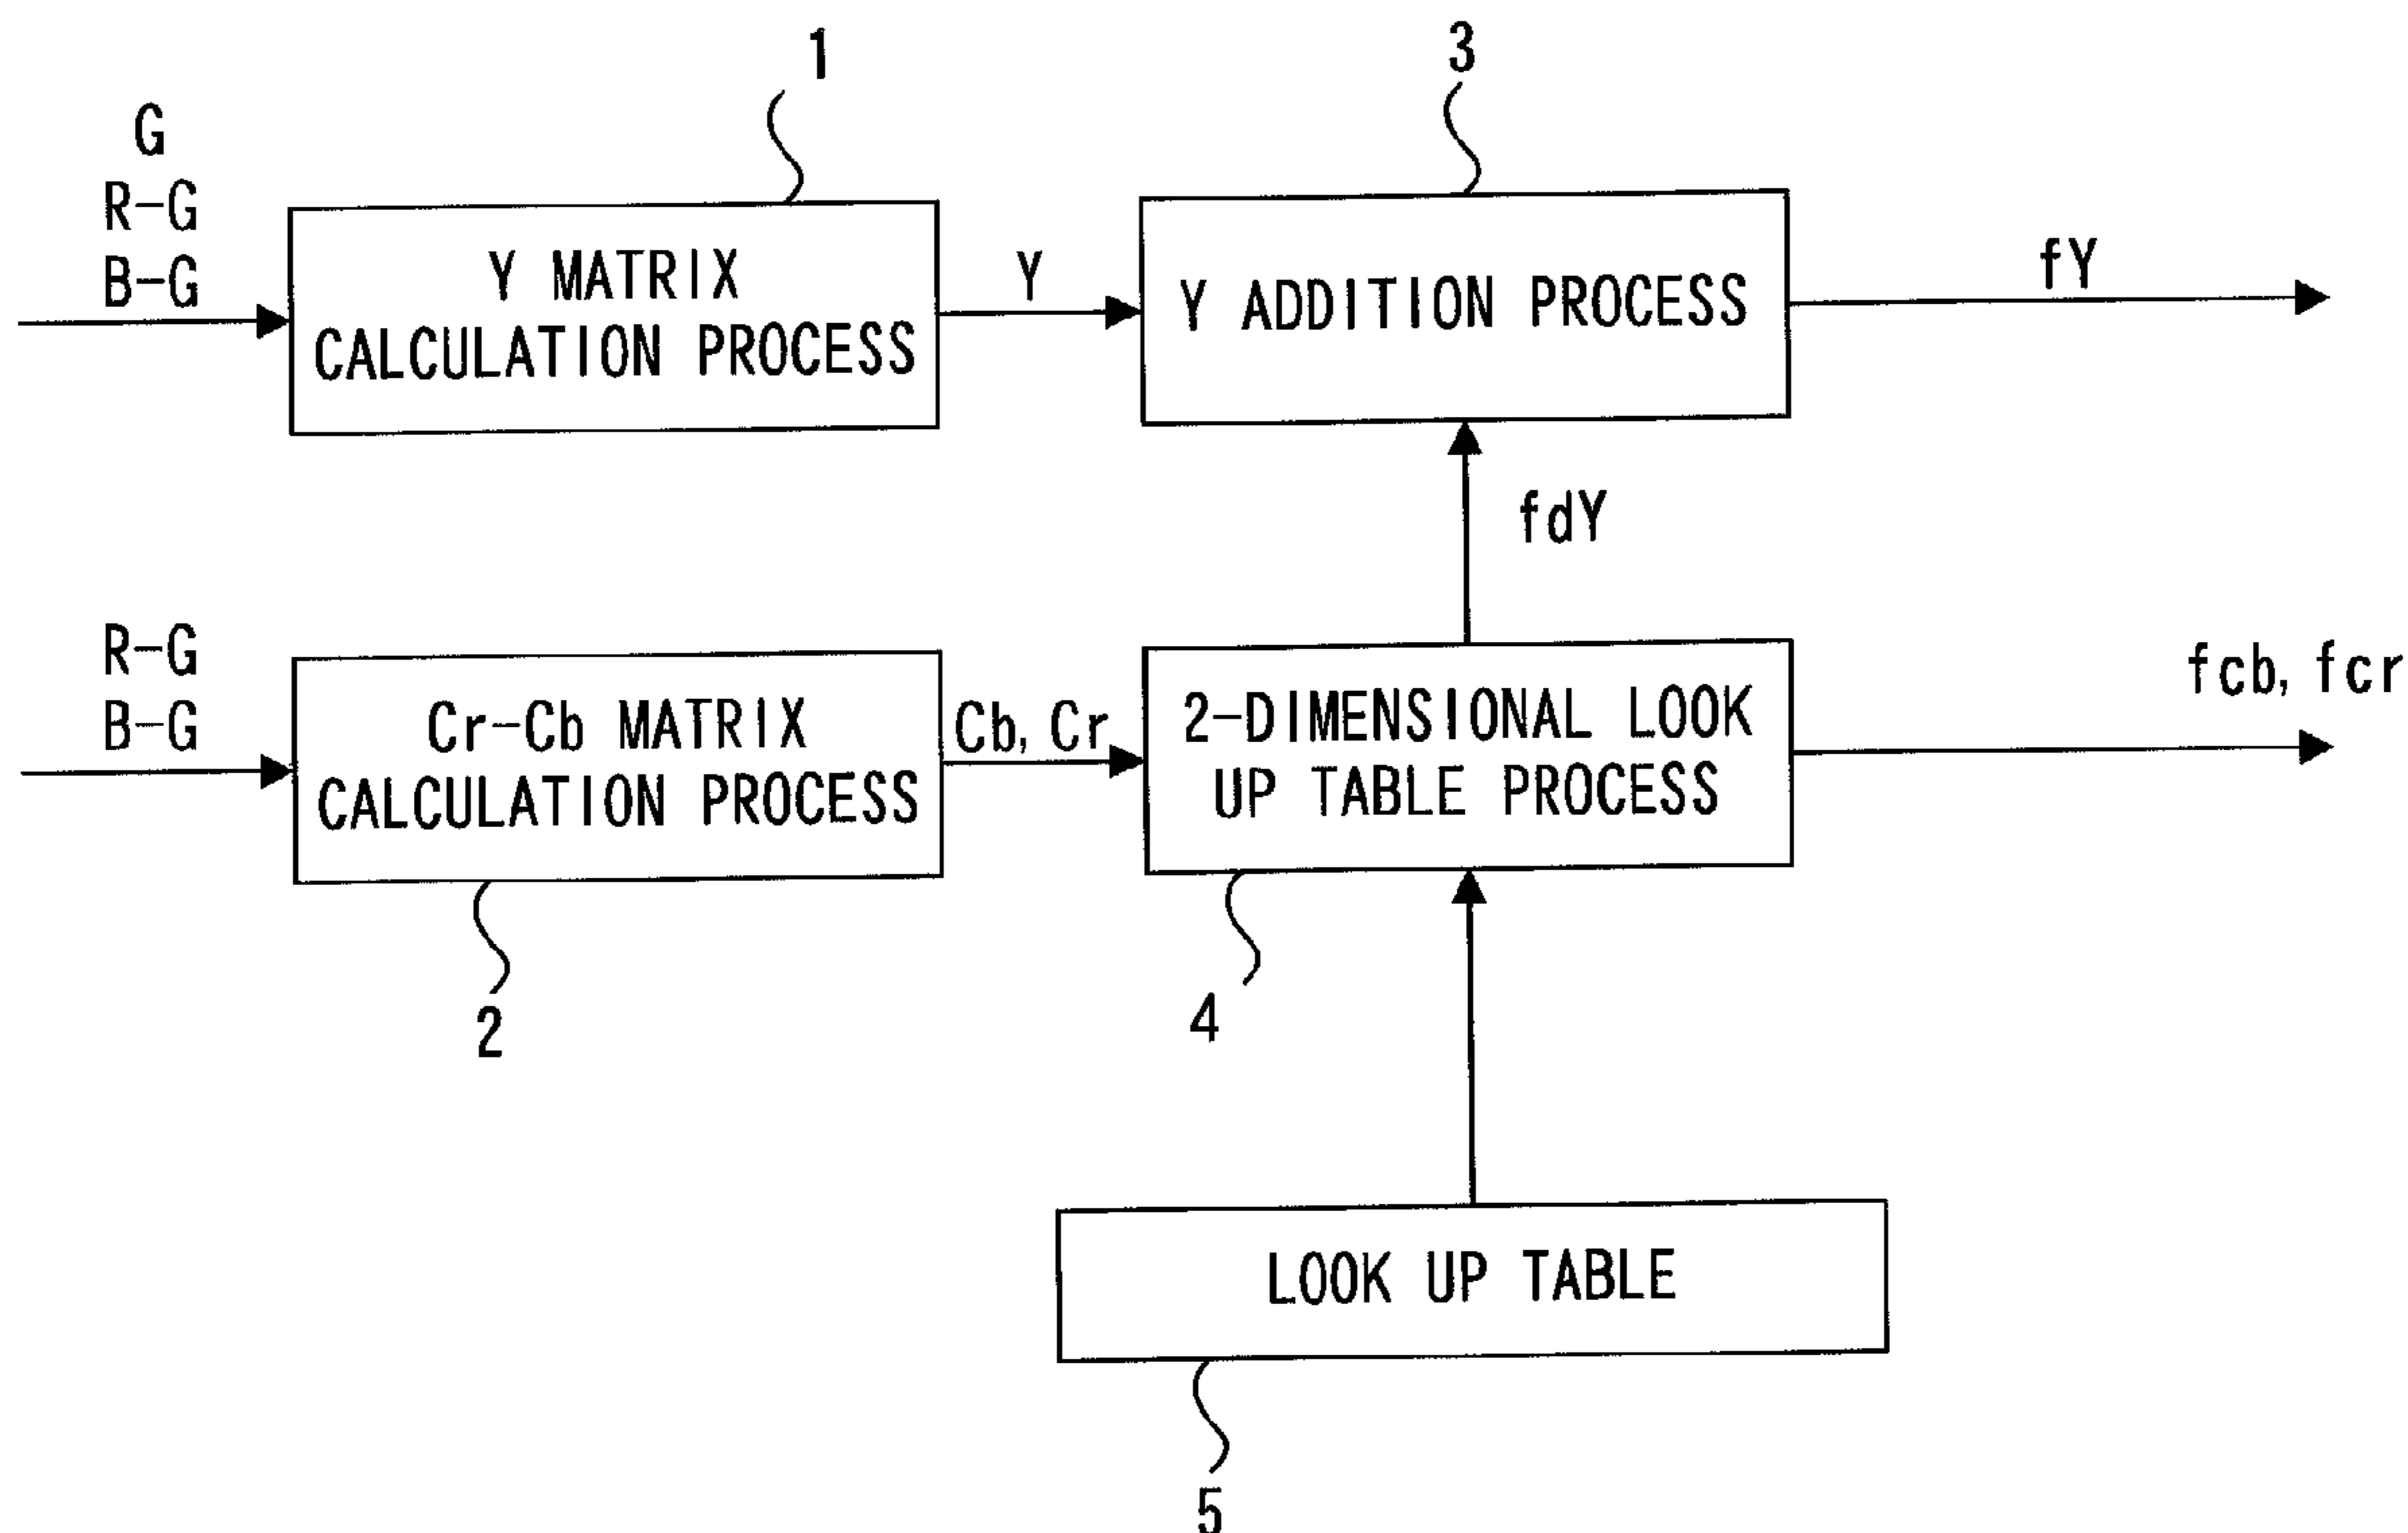 1
3
G
R-G
B-G
Y MATRIX
CALCULATION PROCESS
Y
Y ADDITION PROCESS
fY
fdY
R-G
B-G
Cr-Cb MATRIX
CALCULATION PROCESS
Cb, Cr
2-DIMENSIONAL LOOK
UP TABLE PROCESS
fcb, fcr
2
4
LOOK UP TABLE
5